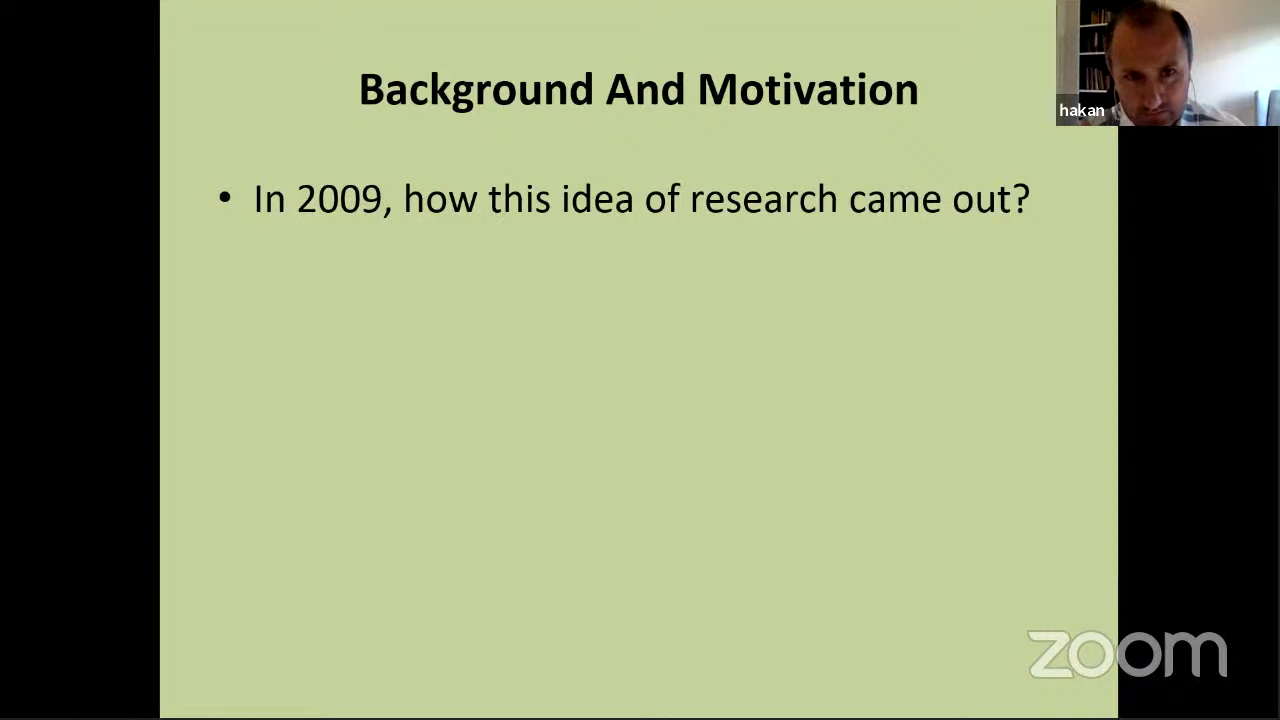 Background And Motivation
hakan
• In 2009, how this idea of research came out?
zoom